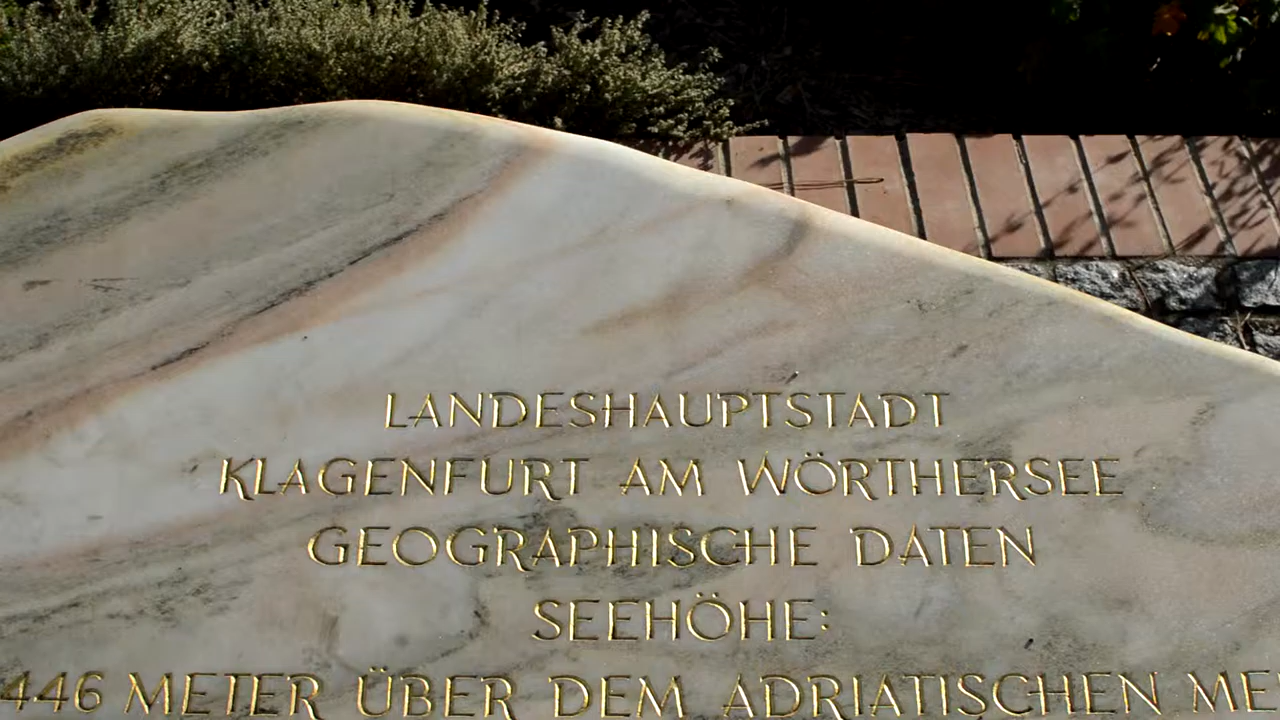 LANDESHAUPTSTADT
KLAGENFURT AM WÖRTHERSEE
GEOGRAPHISCHE DATEN
SEEHÖHE:
446 METER ÜBER DEM ADRIATISCHEN